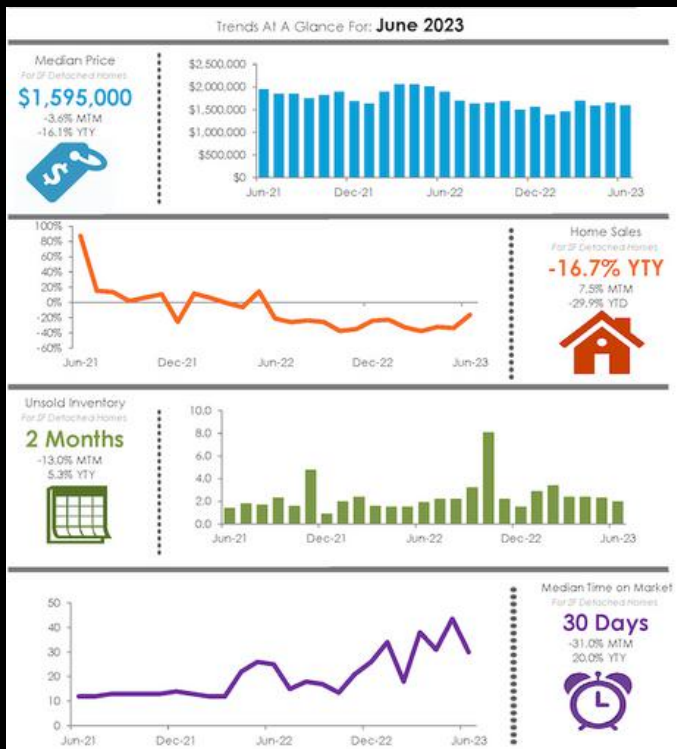 Trends At A Glance For: June 2023
Median Price
For SF Detached Homes
$1,595,000
-3.6% MTM
-16.1% YTY
$
$2,500,000
$2,000,000
$1,500,000
$1,000,000
$500,000
$0
Jun-21 Dec-21 Jun-22 Dec-22 Jun-23
100%
80%
60%
40%
20%
0%
-20%
-40%
-60%
Jun-21 Dec-21 Jun-22 Dec-22 Jun-23
Home Sales
For SF Detached Homes
-16.7% YTY
7.5% MTM
-29.9% YTD
Unsold Inventory
For SF Detached Homes
2 Months
-13.0% MTM
5.3% YTY
10.0
8.0
6.0
4.0
2.0
0.0
Jun-21 Dec-21 Jun-22 Dec-22 Jun-23
50
40
30
20
10
0
Jun-21 Dec-21 Jun-22 Dec-22 Jun-23
Median Time on Market
For SF Detached Homes
30 Days
-31.0% MTM
20.0% YTY